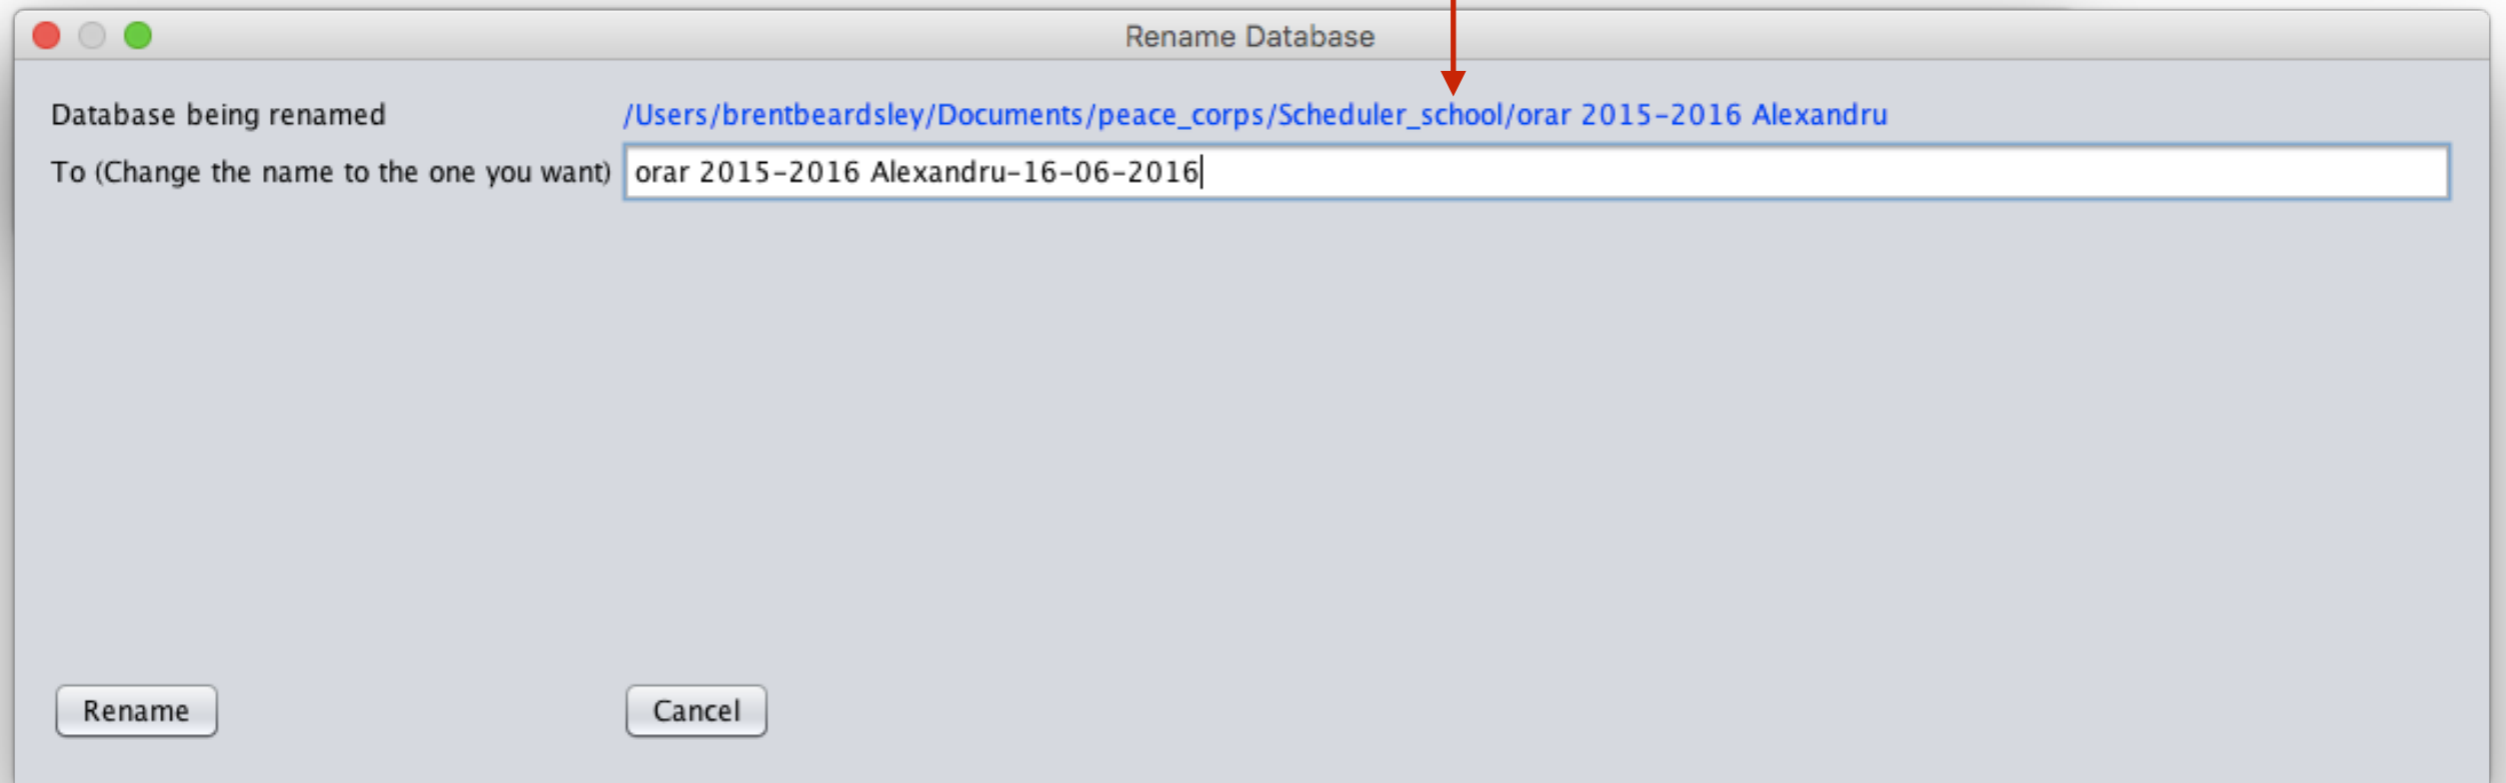 Rename Database
Database being renamed /Users/brentbeardsley/Documents/peace_corps/Scheduler_school/orar 2015-2016 Alexandru
To (Change the name to the one you want) orar 2015-2016 Alexandru-16-06-2016
Rename Cancel